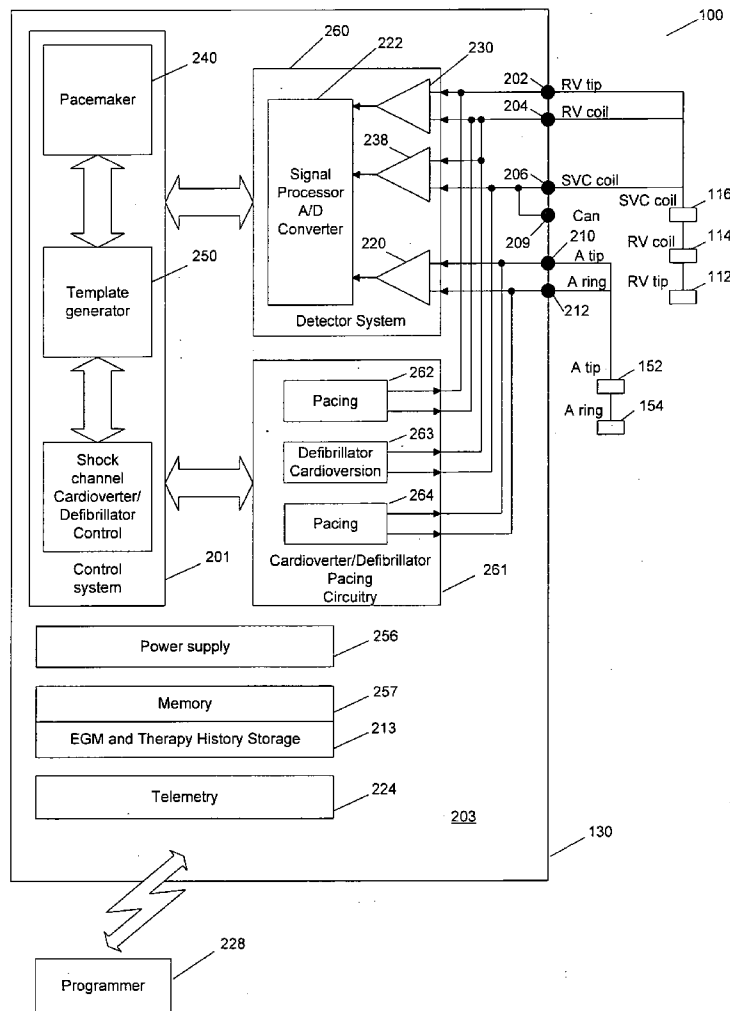 100
240
260
222
230
Pacemaker
202
RV tip
204
RV coil
238
206
SVC coil
Signal
Processor
A/D
Converter
SVC coil
116
Can
209
RV coil
114
250
220
210
A tip
Template
generator
A ring
RV tip
112
212
Detector System
262
A tip
152
Pacing
A ring
154
263
Shock
channel
Cardioverter/
Defibrillator
Control
Defibrillator
Cardioversion
264
Pacing
Control
system
201
Cardioverter/Defibrillator
Pacing
Circuitry
261
Power supply
256
Memory
257
EGM and Therapy History Storage
213
Telemetry
224
203
130
228
Programmer